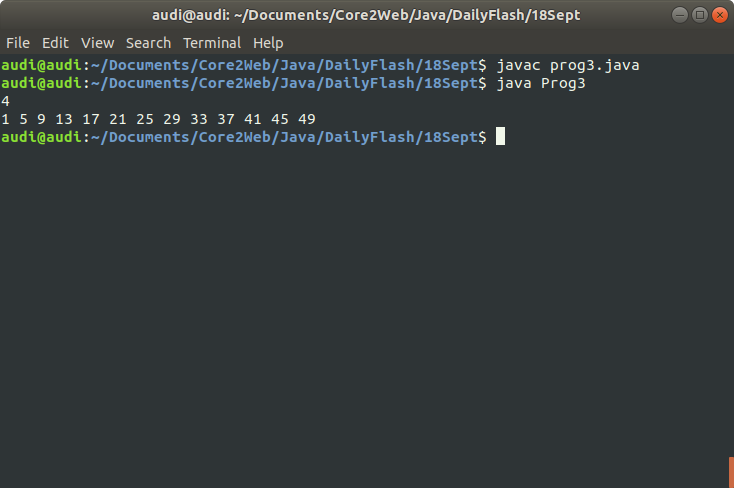 audi@audi: ~/Documents/Core2Web/Java/DailyFlash/18Sept
File Edit View Search Terminal Help
audi@audi:~/Documents/Core2Web/Java/DailyFlash/18Sept$ javac prog3.java
audi@audi:~/Documents/Core2Web/Java/DailyFlash/18Sept$ java Prog3
4
1 5 9 13 17 21 25 29 33 37 41 45 49
audi@audi:~/Documents/Core2Web/Java/DailyFlash/18Sept$